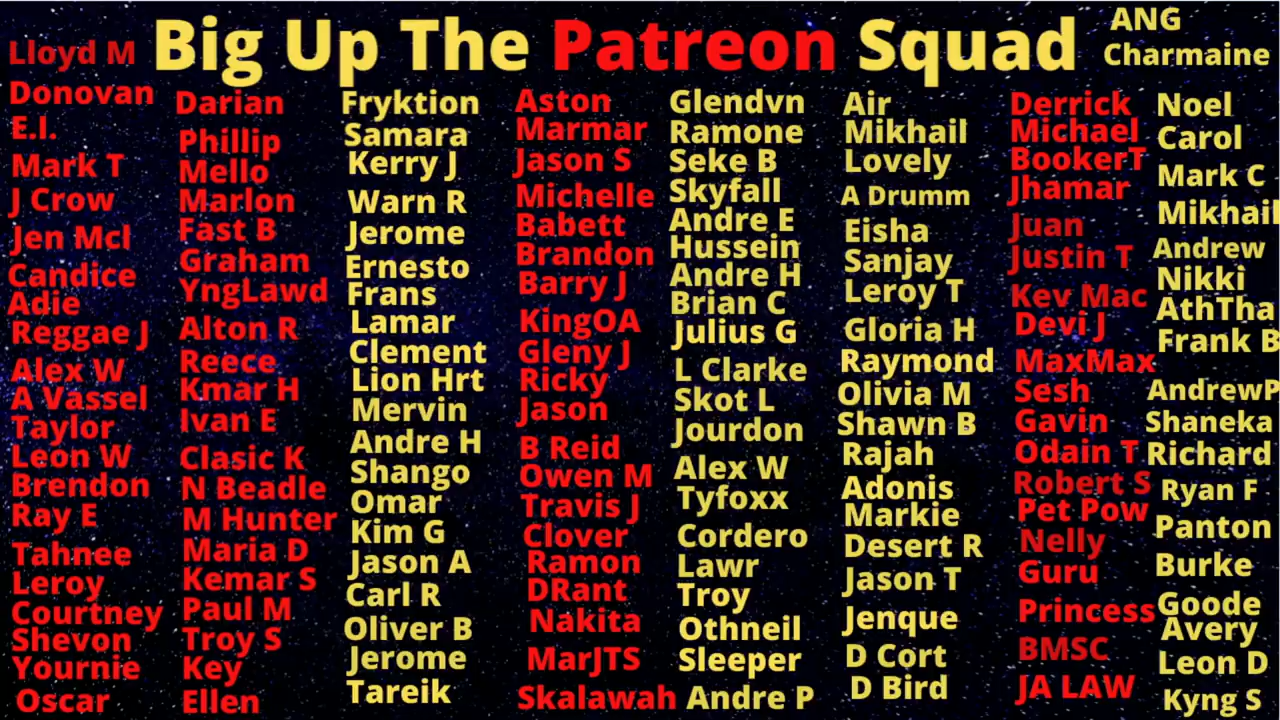 Big Up The Patreon Squad
ANG
Charmaine
Lloyd M
Donovan
E.I.
Mark T
J Crow
Jen Mcl
Candice
Adie
Reggae J
Alex W
A Vassel
Taylor
Leon W
Brendon
Ray E
Tahnee
Leroy
Courtney
Shevon
Yournie
Oscar
Darian
Phillip
Mello
Marlon
Fast B
Graham
YngLawd
Alton R
Reece
Kmar H
Ivan E
Clasic K
N Beadle
M Hunter
Maria D
Kemar S
Paul M
Troy S
Key
Ellen
Fryktion
Samara
Kerry J
Warn R
Jerome
Ernesto
Frans
Lamar
Clement
Lion Hrt
Mervin
Andre H
Shango
Omar
Kim G
Jason A
Carl R
Oliver B
Jerome
Tareik
Aston
Marmar
Jason S
Michelle
Babett
Brandon
Barry J
KingOA
Gleny J
Ricky
Jason
B Reid
Owen M
Travis J
Clover
Ramon
DRant
Nakita
MarJTS
Skalawah
Glendvn
Ramone
Seke B
Skyfall
Andre E
Hussein
Andre H
Brian C
Julius G
L Clarke
Skot L
Jourdon
Alex W
Tyfoxx
Cordero
Lawr
Troy
Othneil
Sleeper
Andre P
Air
Mikhail
Lovely
A Drumm
Eisha
Sanjay
Leroy T
Gloria H
Raymond
Olivia M
Shawn B
Rajah
Adonis
Markie
Desert R
Jason T
Jenque
D Cort
D Bird
Derrick
Michael
BookerT
Jhamar
Juan
Justin T
Kev Mac
Devi J
MaxMax
Sesh
Gavin
Odain T
Robert S
Pet Pow
Nelly
Guru
Princess
BMSC
JA LAW
Noel
Carol
Mark C
Mikhail
Andrew
Nikki
AthTha
Frank B
AndrewP
Shaneka
Richard
Ryan F
Panton
Burke
Goode
Avery
Leon D
Kyng S